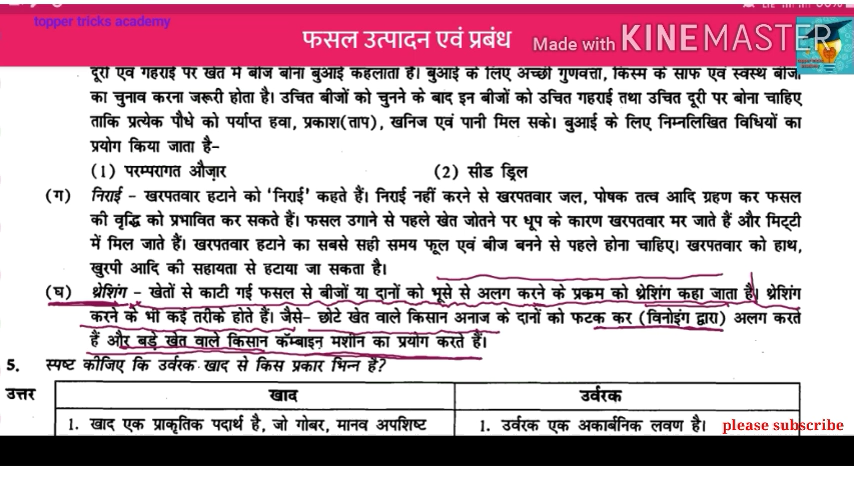 topper tricks academy
फसल उत्पादन एवं प्रबंध
Made with KINEMASTER
दूरी एवं गहराई पर खेत में बीज बोना बुआई कहलाता है। बुआई के लिए अच्छी गुणवत्ता, किस्म के साफ एवं स्वस्थ बीजों
का चुनाव करना जरूरी होता है। उचित बीजों को चुनने के बाद इन बीजों को उचित गहराई तथा उचित दूरी पर बोना चाहिए
ताकि प्रत्येक पौधे को पर्याप्त हवा, प्रकाश(ताप), खनिज एवं पानी मिल सके। बुआई के लिए निम्नलिखित विधियों का
प्रयोग किया जाता है–
(1) परम्परागत औज़ार (2) सीड ड्रिल
(ग) निराई – खरपतवार हटाने को 'निराई' कहते हैं। निराई नहीं करने से खरपतवार जल, पोषक तत्व आदि ग्रहण कर फसल
की वृद्धि को प्रभावित कर सकते हैं। फसल उगाने से पहले खेत जोतने पर धूप के कारण खरपतवार मर जाते हैं और मिट्टी
में मिल जाते हैं। खरपतवार हटाने का सबसे सही समय फूल एवं बीज बनने से पहले होना चाहिए। खरपतवार को हाथ,
खुरपी आदि की सहायता से हटाया जा सकता है।
(घ) थ्रेशिंग – खेतों से काटी गई फसल से बीजों या दानों को भूसे से अलग करने के प्रक्रम को थ्रेशिंग कहा जाता है। थ्रेशिंग
करने के भी कई तरीके होते हैं। जैसे– छोटे खेत वाले किसान अनाज के दानों को फटक कर (विनोइंग द्वारा) अलग करते
हैं और बड़े खेत वाले किसान कॅम्बाइन मशीन का प्रयोग करते हैं।
5. स्पष्ट कीजिए कि उर्वरक खाद से किस प्रकार भिन्न है?
उत्तर खाद उर्वरक
1. खाद एक प्राकृतिक पदार्थ है, जो गोबर, मानव अपशिष्ट 1. उर्वरक एक अकार्बनिक लवण है।
please subscribe